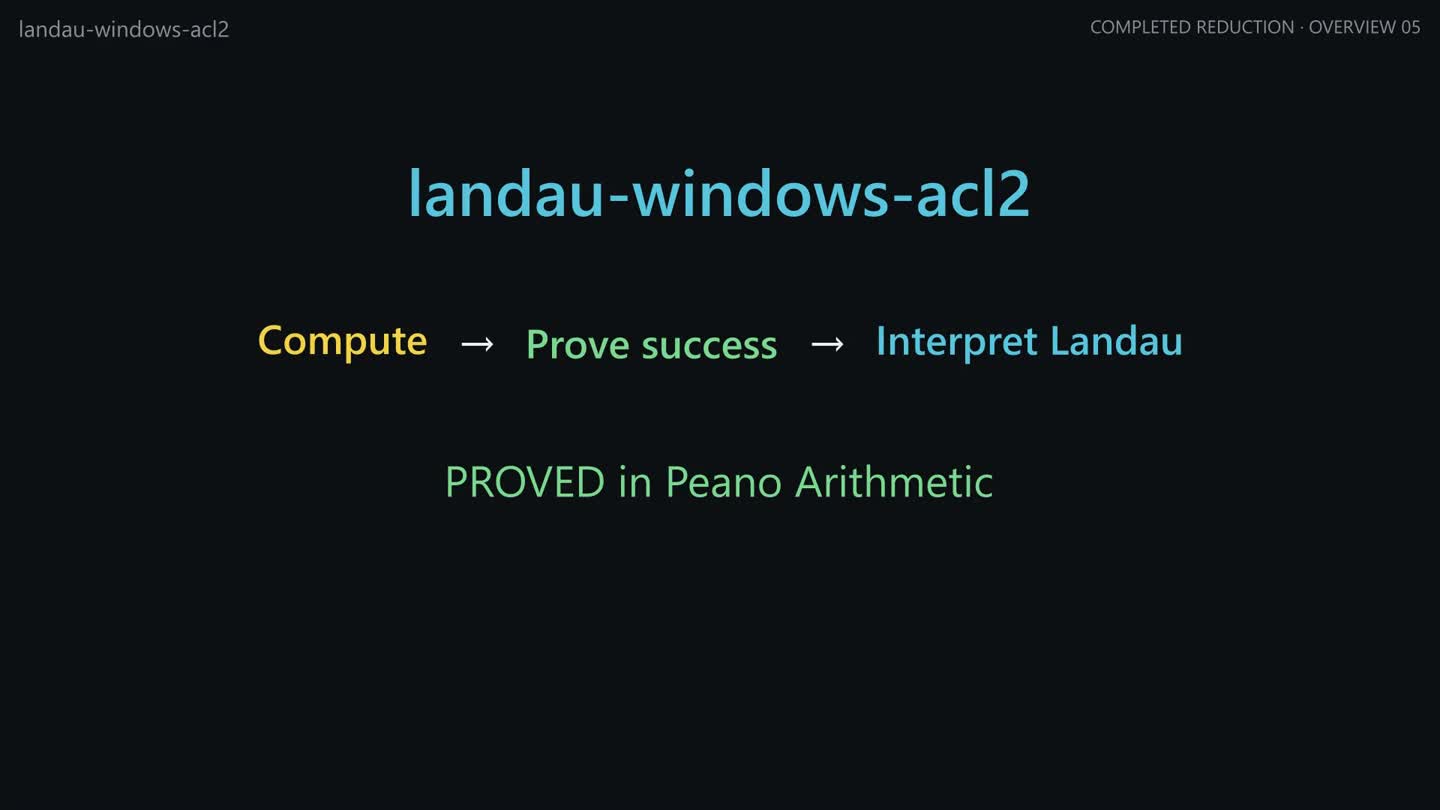 landau-windows-acl2
COMPLETED REDUCTION · OVERVIEW 05
landau-windows-acl2
Compute → Prove success → Interpret Landau
PROVED in Peano Arithmetic